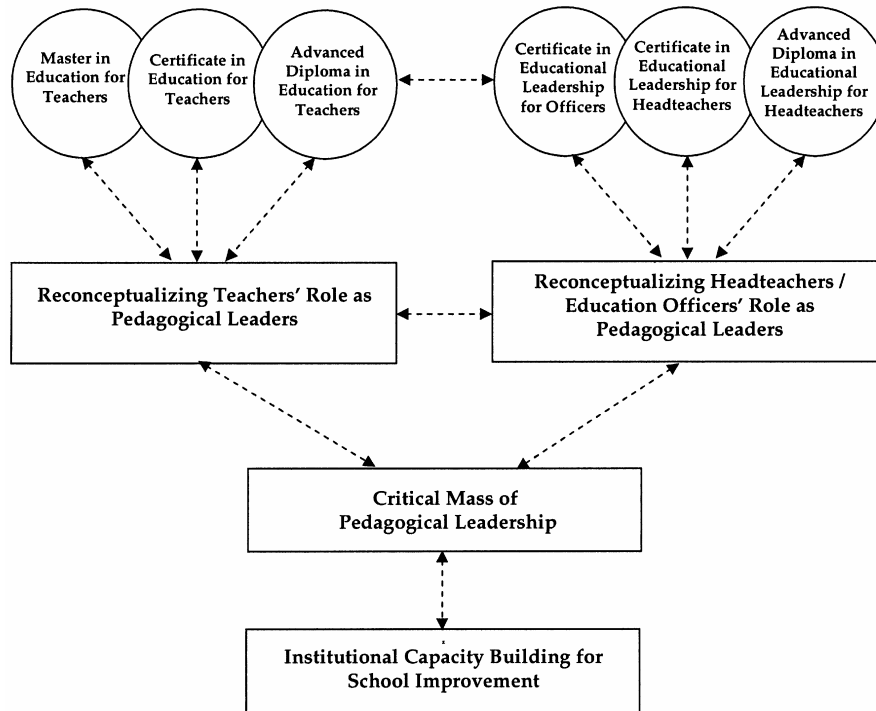 Master in
Education for
Teachers
Certificate in
Education for
Teachers
Advanced
Diploma in
Education for
Teachers
Certificate in
Educational
Leadership
for Officers
Certificate in
Educational
Leadership for
Headteachers
Advanced
Diploma in
Educational
Leadership for
Headteachers
Reconceptualizing Teachers' Role as
Pedagogical Leaders
Reconceptualizing Headteachers /
Education Officers' Role as
Pedagogical Leaders
Critical Mass of
Pedagogical Leadership
Institutional Capacity Building for
School Improvement